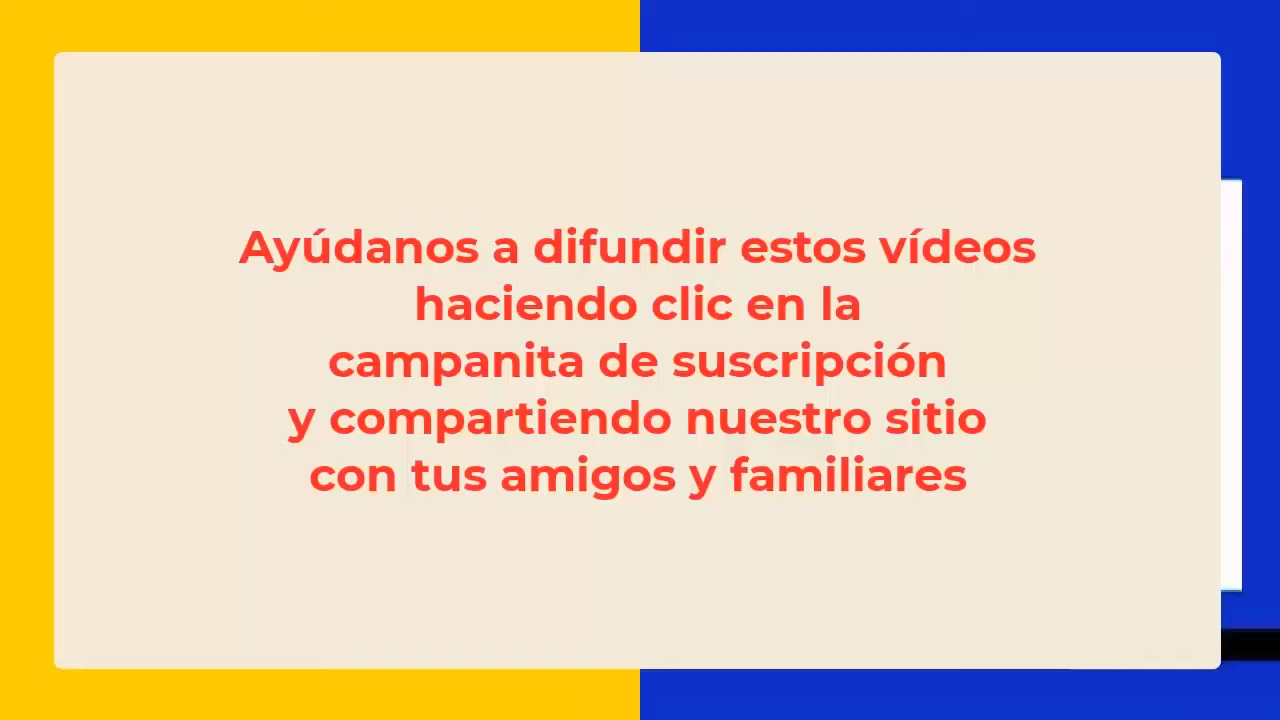 Ayúdanos a difundir estos vídeos
haciendo clic en la
campanita de suscripción
y compartiendo nuestro sitio
con tus amigos y familiares